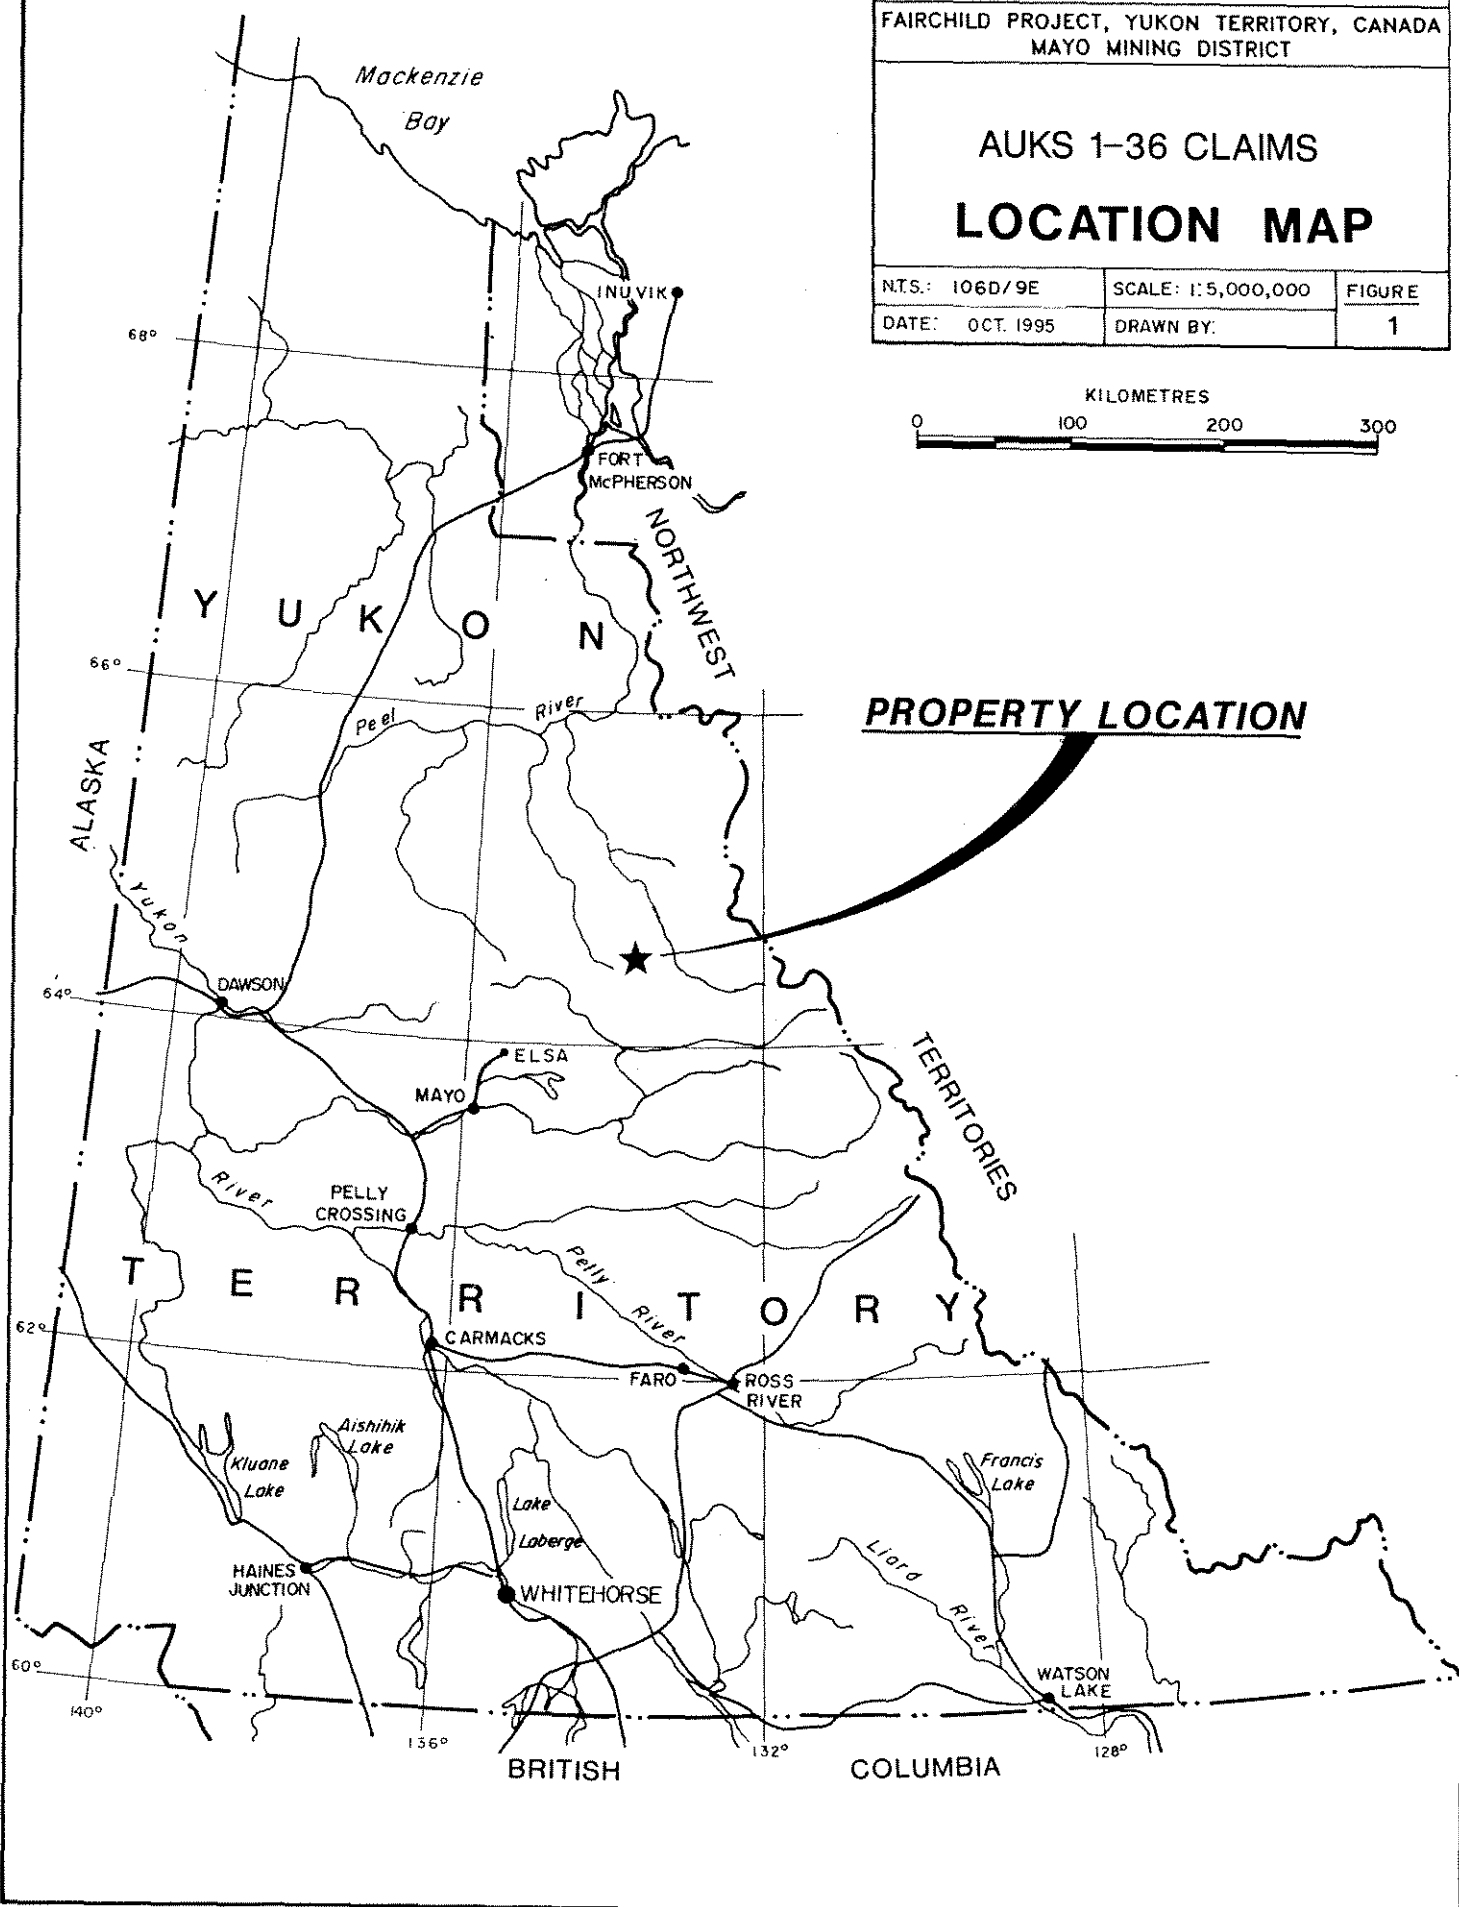 FAIRCHILD PROJECT, YUKON TERRITORY, CANADA
MAYO MINING DISTRICT
AUKS 1-36 CLAIMS
LOCATION MAP
N.T.S.: 106D/9E
SCALE: 1:5,000,000
FIGURE
1
DATE: OCT. 1995
DRAWN BY:
KILOMETRES
0 100 200 300
Mackenzie
Bay
INUVIK
68°
FORT
McPHERSON
NORTHWEST
YUKON
66°
Peel River
PROPERTY LOCATION
ALASKA
Yukon
DAWSON
64°
ELSA
MAYO
TERRITORIES
River
PELLY
CROSSING
Pelly
River
TERRITORY
62°
CARMACKS
FARO
ROSS
RIVER
Aishihik
Lake
Kluane
Lake
Francis
Lake
Lake
Laberge
Liard
River
HAINES
JUNCTION
WHITEHORSE
WATSON
LAKE
60°
140°
136°
132°
128°
BRITISH COLUMBIA